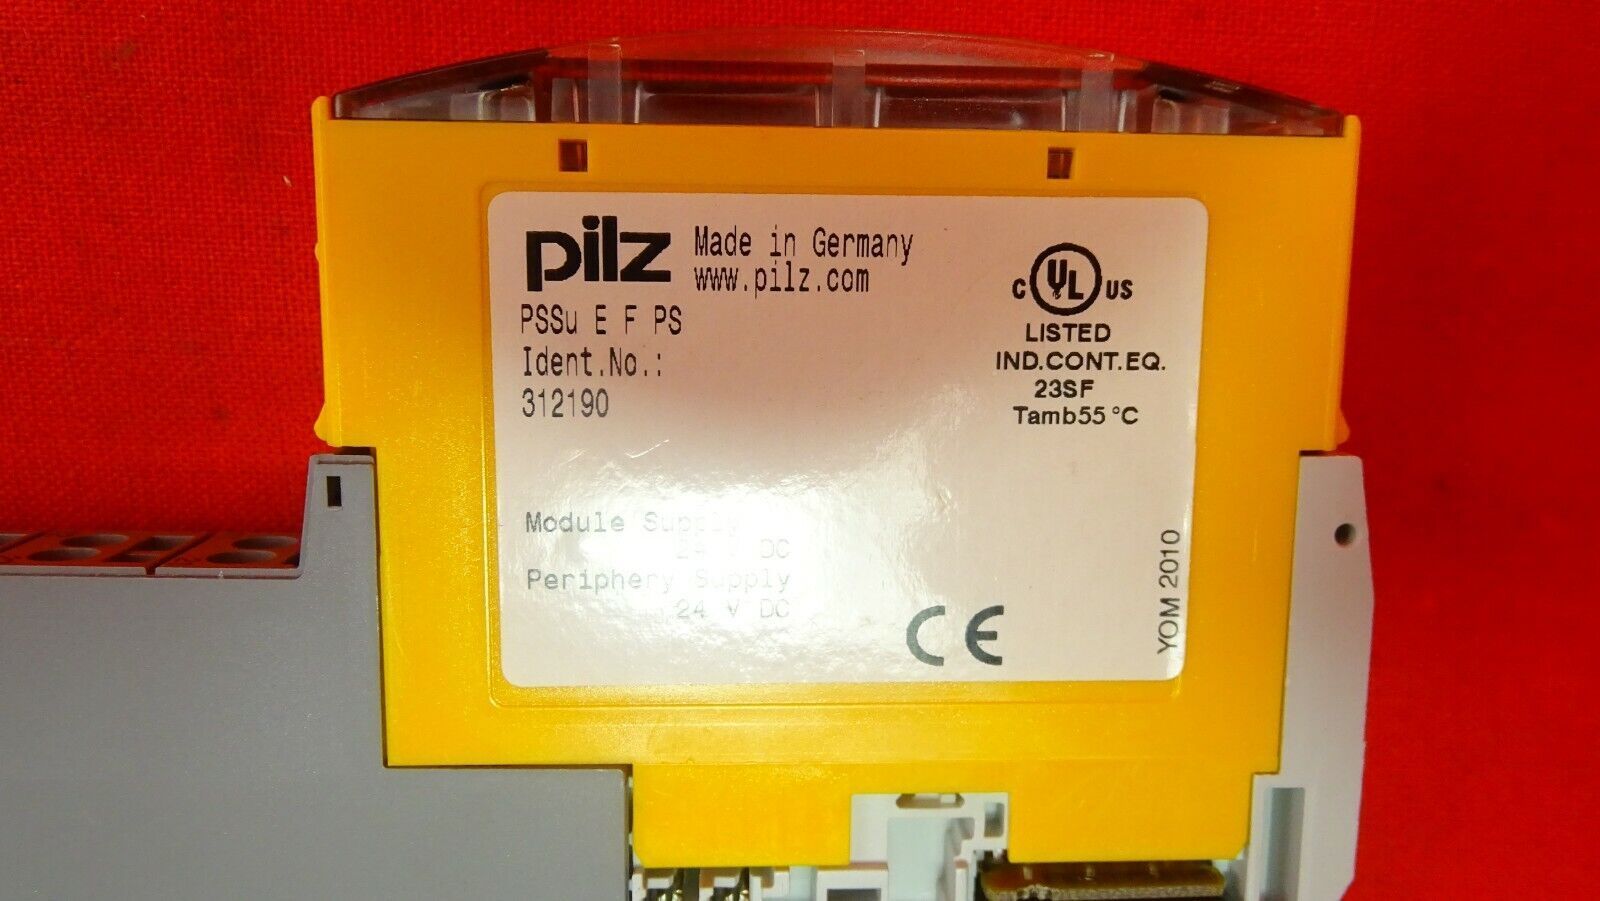 pilz Made in Germany
www.pilz.com
PSSu E F PS
Ident.No.:
312190
c UL US
LISTED
IND.CONT.EQ.
23SF
Tamb55 °C
Module Supply
24 V DC
Periphery Supply
24 V DC
CE
YOM 2010